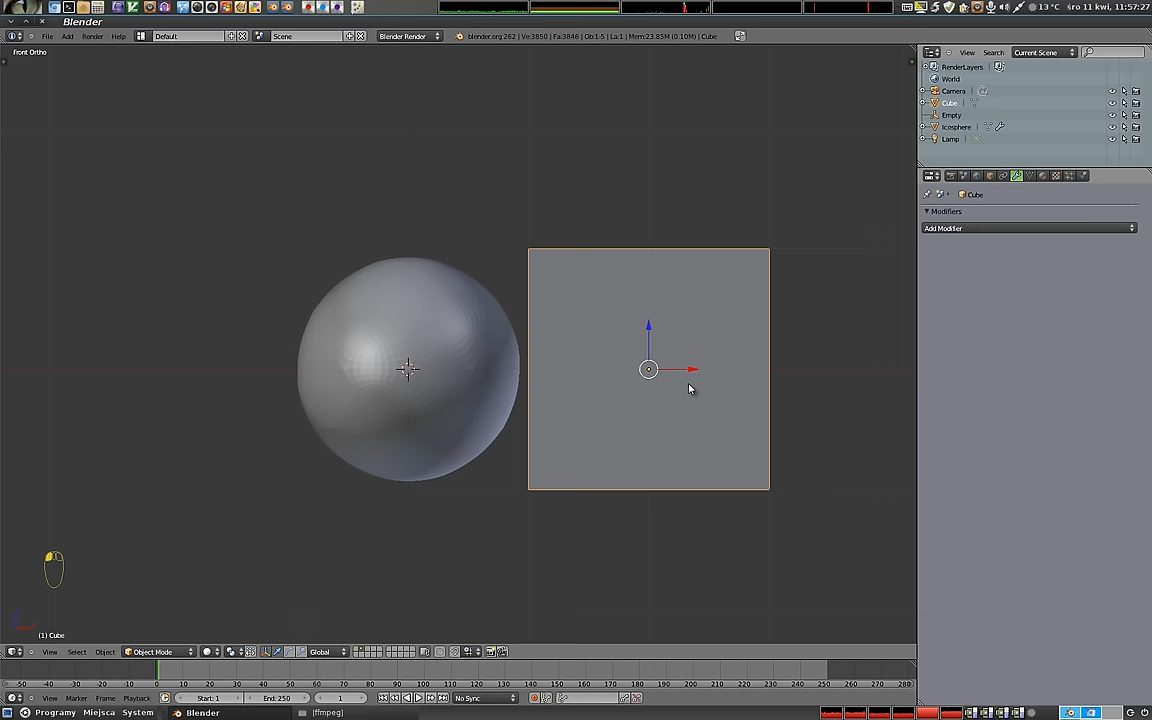 13 °C śro 11 kwi, 11:57:27
Blender
File Add Render Help Default Scene Blender Render blender.org 262 | Ve:3850 | Fa:3846 | Ob:1-5 | La:1 | Mem:23.85M (0.10M) | Cube
View Search: Current Scene
Front Ortho
RenderLayers
World
Camera
Cube
Empty
Icosphere
Lamp
Cube
Modifiers
Add Modifier
(1) Cube
View Select Object Object Mode Global
-50 -40 -30 -20 -10 0 10 20 30 40 50 60 70 80 90 100 110 120 130 140 150 160 170 180 190 200 210 220 230 240 250 260 270 280
View Marker Frame Playback Start: 1 End: 250 1 No Sync
Programy Miejsca System Blender [ffmpeg]